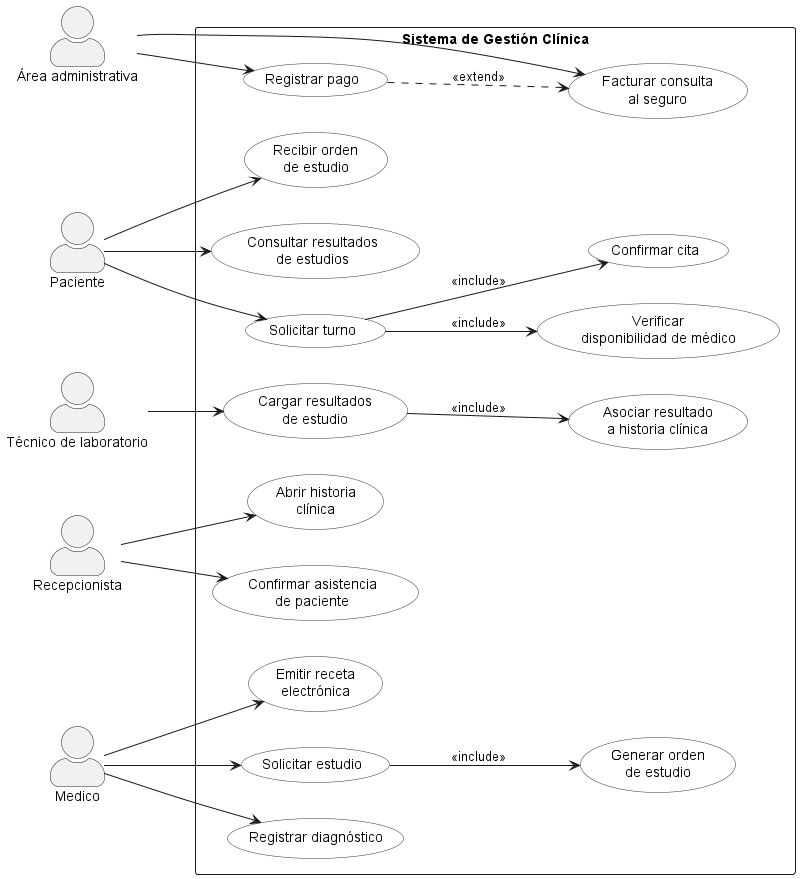 Sistema de Gestión Clínica
Área administrativa
Registrar pago
«extend»
Facturar consulta
al seguro
Recibir orden
de estudio
Paciente
Consultar resultados
de estudios
Solicitar turno
«include»
Confirmar cita
«include»
Verificar
disponibilidad de médico
Técnico de laboratorio
Cargar resultados
de estudio
«include»
Asociar resultado
a historia clínica
Recepcionista
Abrir historia
clínica
Confirmar asistencia
de paciente
Medico
Emitir receta
electrónica
Solicitar estudio
«include»
Generar orden
de estudio
Registrar diagnóstico